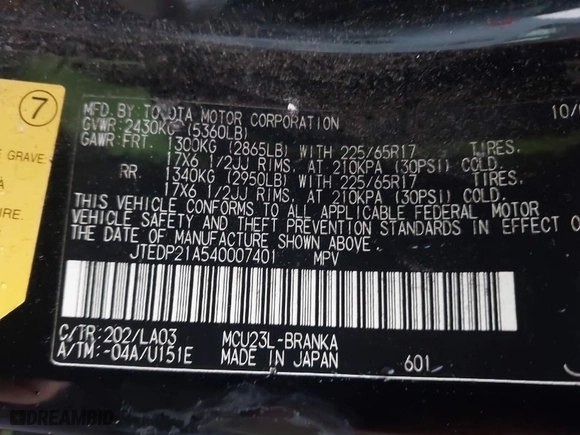 7
GRAVE
A
IRE.
MFD.BY: TOYOTA MOTOR CORPORATION 10/
GVWR: 2430KG (5360LB)
GAWR:FRT. 1300KG (2865LB) WITH 225/65R17 TIRES,
17X6 1/2JJ RIMS, AT 210KPA (30PSI) COLD.
RR. 1340KG (2950LB) WITH 225/65R17 TIRES,
17X6 1/2JJ RIMS, AT 210KPA (30PSI) COLD.
THIS VEHICLE CONFORMS TO ALL APPLICABLE FEDERAL MOTOR
VEHICLE SAFETY AND THEFT PREVENTION STANDARDS IN EFFECT O
THE DATE OF MANUFACTURE SHOWN ABOVE.
JTEDP21A540007401 MPV
C/TR:202/LA03 MCU23L-BRANKA
A/TM:-04A/U151E MADE IN JAPAN 601
DREAMBID